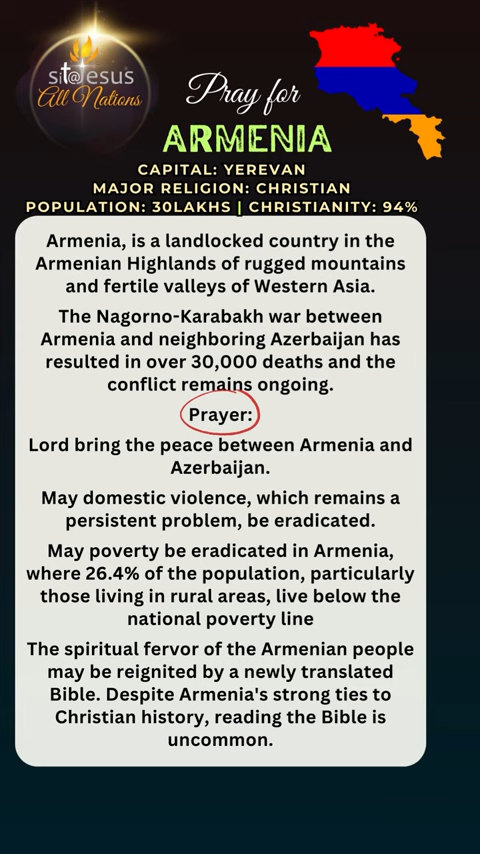 sit@Jesus
All Nations
Pray for
ARMENIA
CAPITAL: YEREVAN
MAJOR RELIGION: CHRISTIAN
POPULATION: 30LAKHS | CHRISTIANITY: 94%
Armenia, is a landlocked country in the
Armenian Highlands of rugged mountains
and fertile valleys of Western Asia.
The Nagorno-Karabakh war between
Armenia and neighboring Azerbaijan has
resulted in over 30,000 deaths and the
conflict remains ongoing.
Prayer:
Lord bring the peace between Armenia and
Azerbaijan.
May domestic violence, which remains a
persistent problem, be eradicated.
May poverty be eradicated in Armenia,
where 26.4% of the population, particularly
those living in rural areas, live below the
national poverty line
The spiritual fervor of the Armenian people
may be reignited by a newly translated
Bible. Despite Armenia's strong ties to
Christian history, reading the Bible is
uncommon.